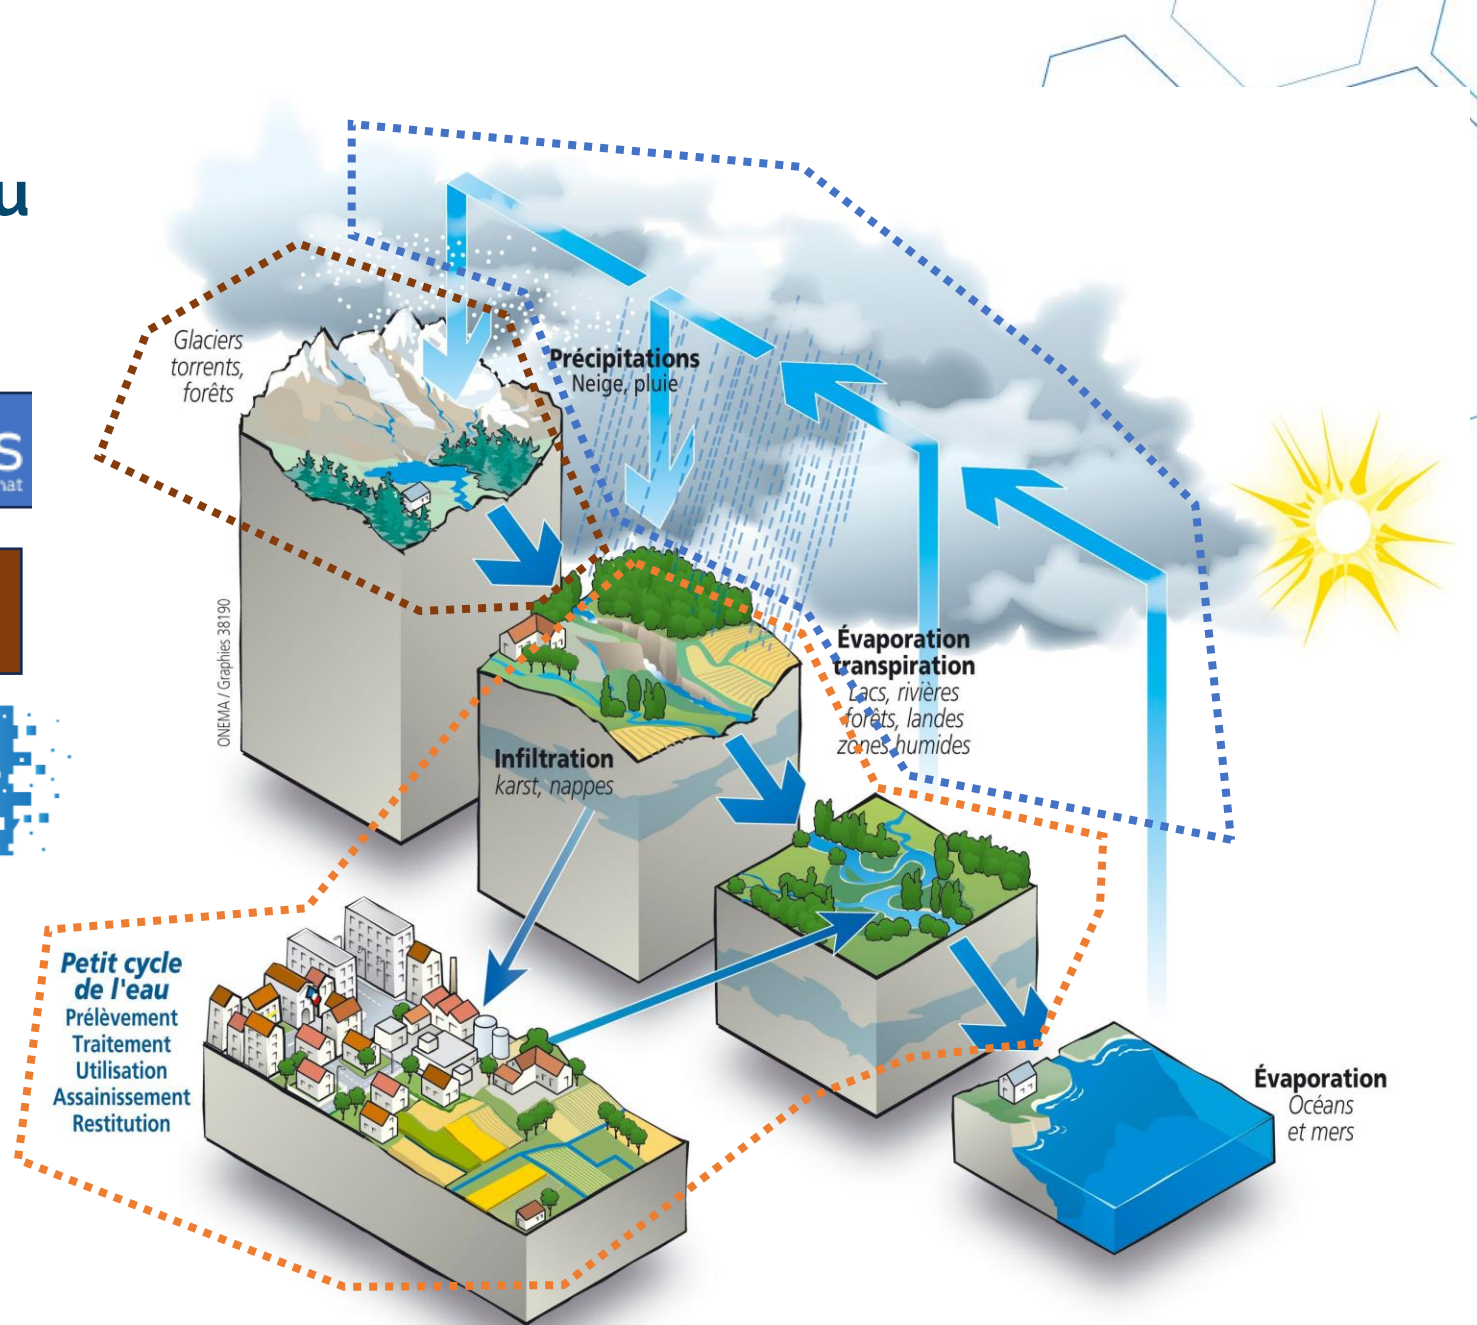 u
s
nat
Glaciers
torrents,
forêts
Précipitations
Neige, pluie
ONEMA / Graphies 38190
Évaporation
transpiration
Lacs, rivières
forêts, landes
zones humides
Infiltration
karst, nappes
Petit cycle
de l'eau
Prélèvement
Traitement
Utilisation
Assainissement
Restitution
Évaporation
Océans
et mers